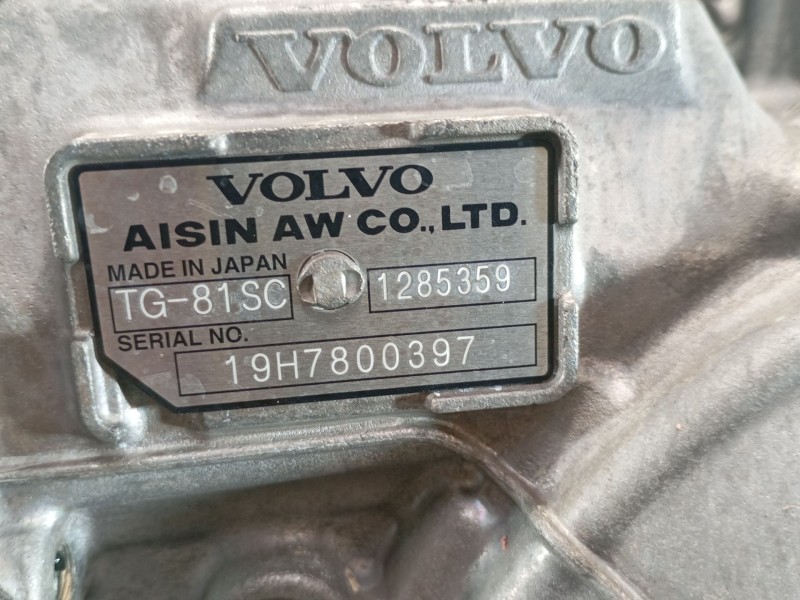 VOLVO
VOLVO
AISIN AW CO.,LTD.
MADE IN JAPAN
TG-81SC 1285359
SERIAL NO.
19H7800397